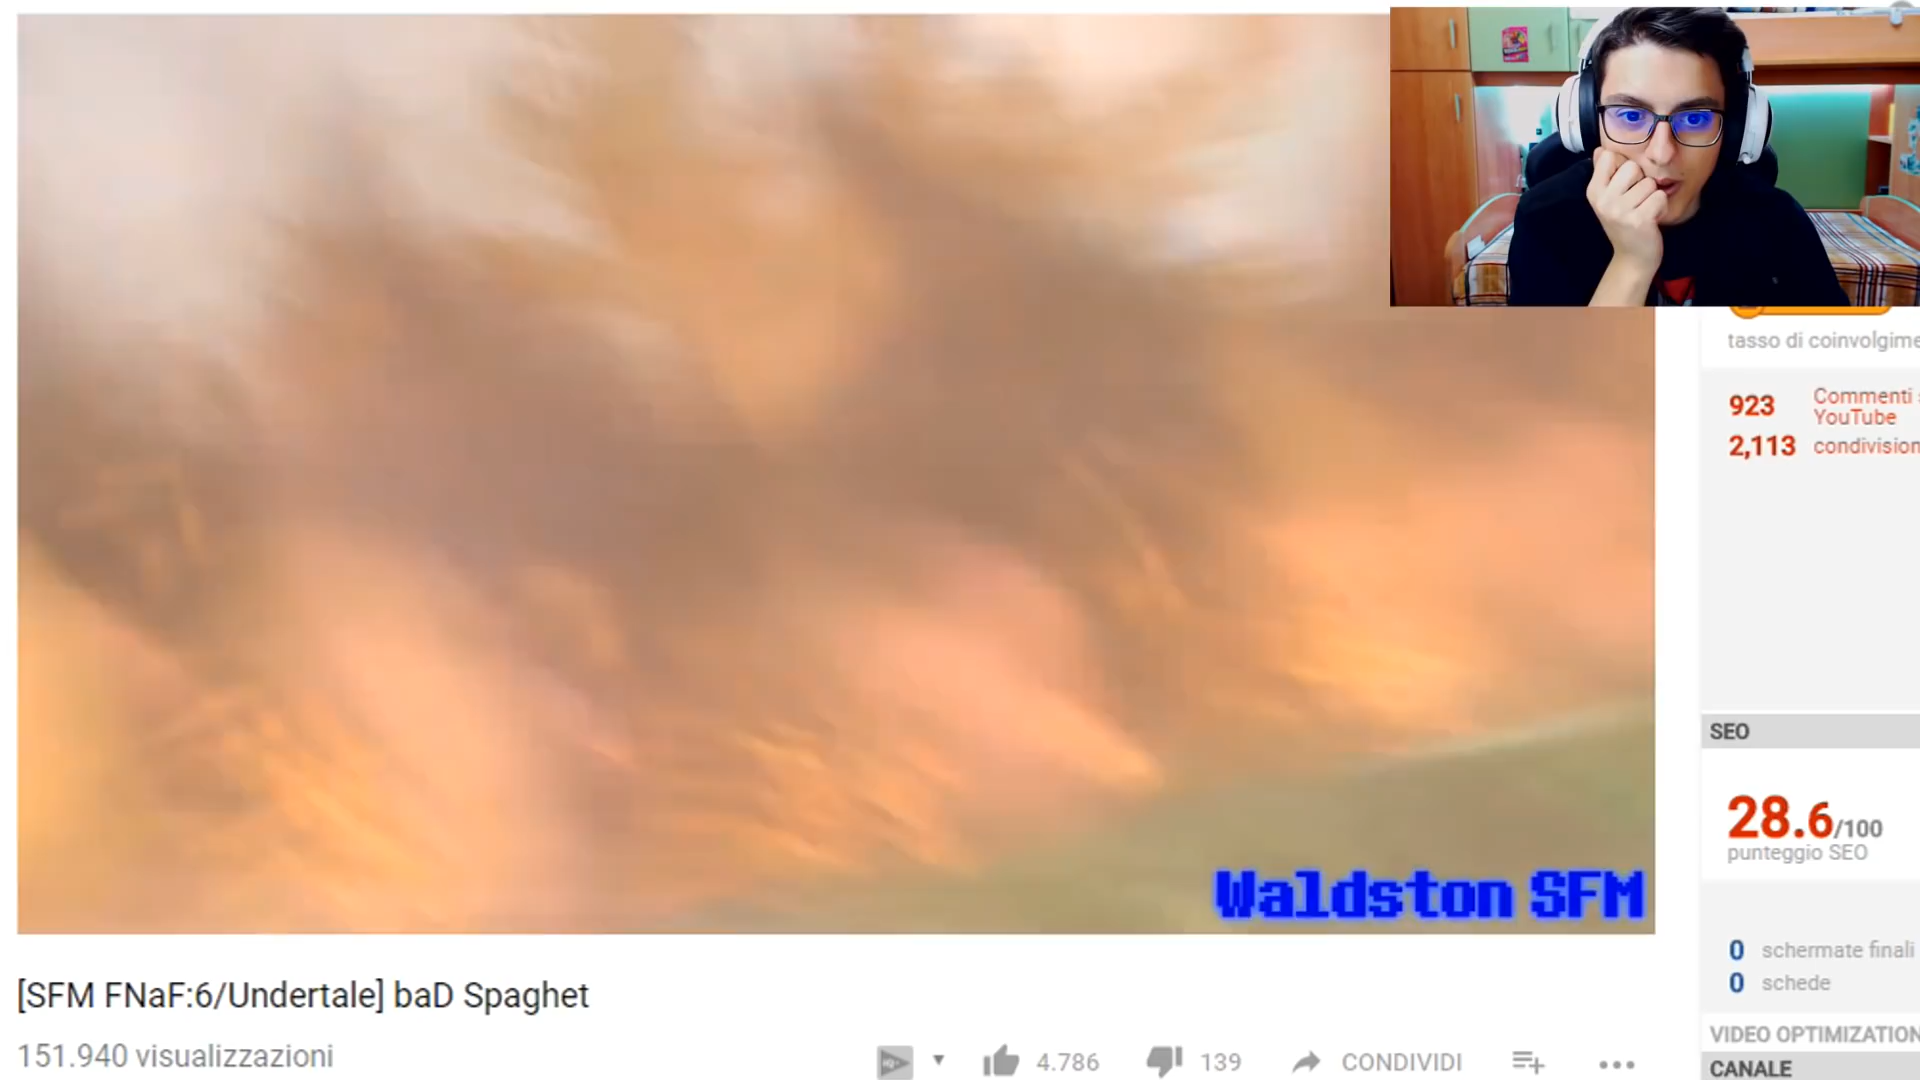 Waldston SFM
[SFM FNaF:6/Undertale] baD Spaghet
151.940 visualizzazioni
4.786
139
CONDIVIDI
tasso di coinvolgime
923 Commenti s
YouTube
2,113 condivision
SEO
28.6/100
punteggio SEO
0 schermate finali
0 schede
VIDEO OPTIMIZATION
CANALE